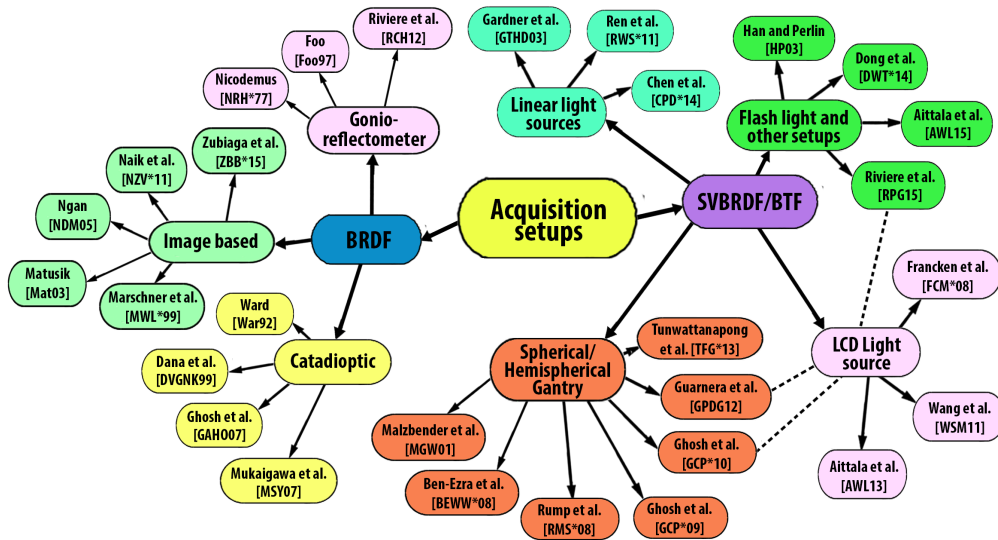 Acquisition
setups
BRDF
Gonio-
reflectometer
Nicodemus
[NRH*77]
Foo
[Foo97]
Riviere et al.
[RCH12]
Image based
Zubiaga et al.
[ZBB*15]
Naik et al.
[NZV*11]
Ngan
[NDM05]
Matusik
[Mat03]
Marschner et al.
[MWL*99]
Catadioptic
Ward
[War92]
Dana et al.
[DVGNK99]
Ghosh et al.
[GAHO07]
Mukaigawa et al.
[MSY07]
SVBRDF/BTF
Linear light
sources
Gardner et al.
[GTHD03]
Ren et al.
[RWS*11]
Chen et al.
[CPD*14]
Flash light and
other setups
Han and Perlin
[HP03]
Dong et al.
[DWT*14]
Aittala et al.
[AWL15]
Riviere et al.
[RPG15]
LCD Light
source
Francken et al.
[FCM*08]
Wang et al.
[WSM11]
Aittala et al.
[AWL13]
Spherical/
Hemispherical
Gantry
Tunwattanapong
et al. [TFG*13]
Guarnera et al.
[GPDG12]
Ghosh et al.
[GCP*10]
Ghosh et al.
[GCP*09]
Rump et al.
[RMS*08]
Ben-Ezra et al.
[BEWW*08]
Malzbender et al.
[MGW01]